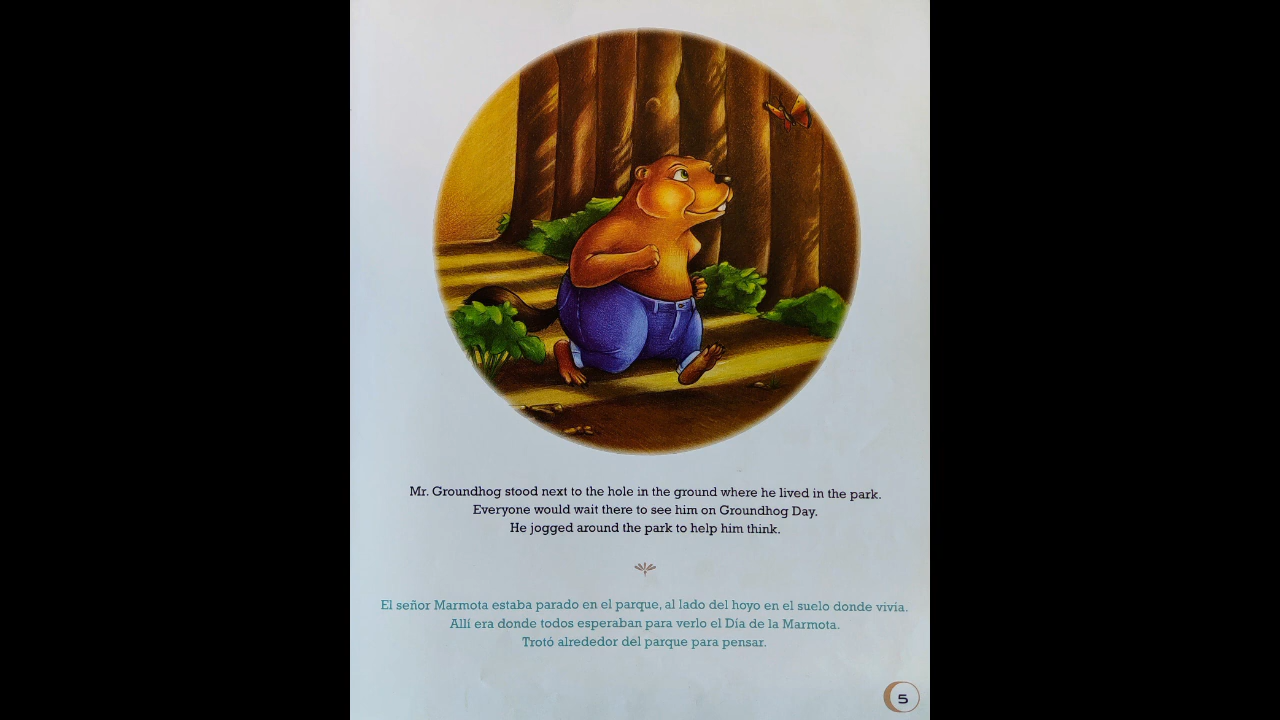 Mr. Groundhog stood next to the hole in the ground where he lived in the park.
Everyone would wait there to see him on Groundhog Day.
He jogged around the park to help him think.
El señor Marmota estaba parado en el parque, al lado del hoyo en el suelo donde vivía.
Allí era donde todos esperaban para verlo el Día de la Marmota.
Trotó alrededor del parque para pensar.
5